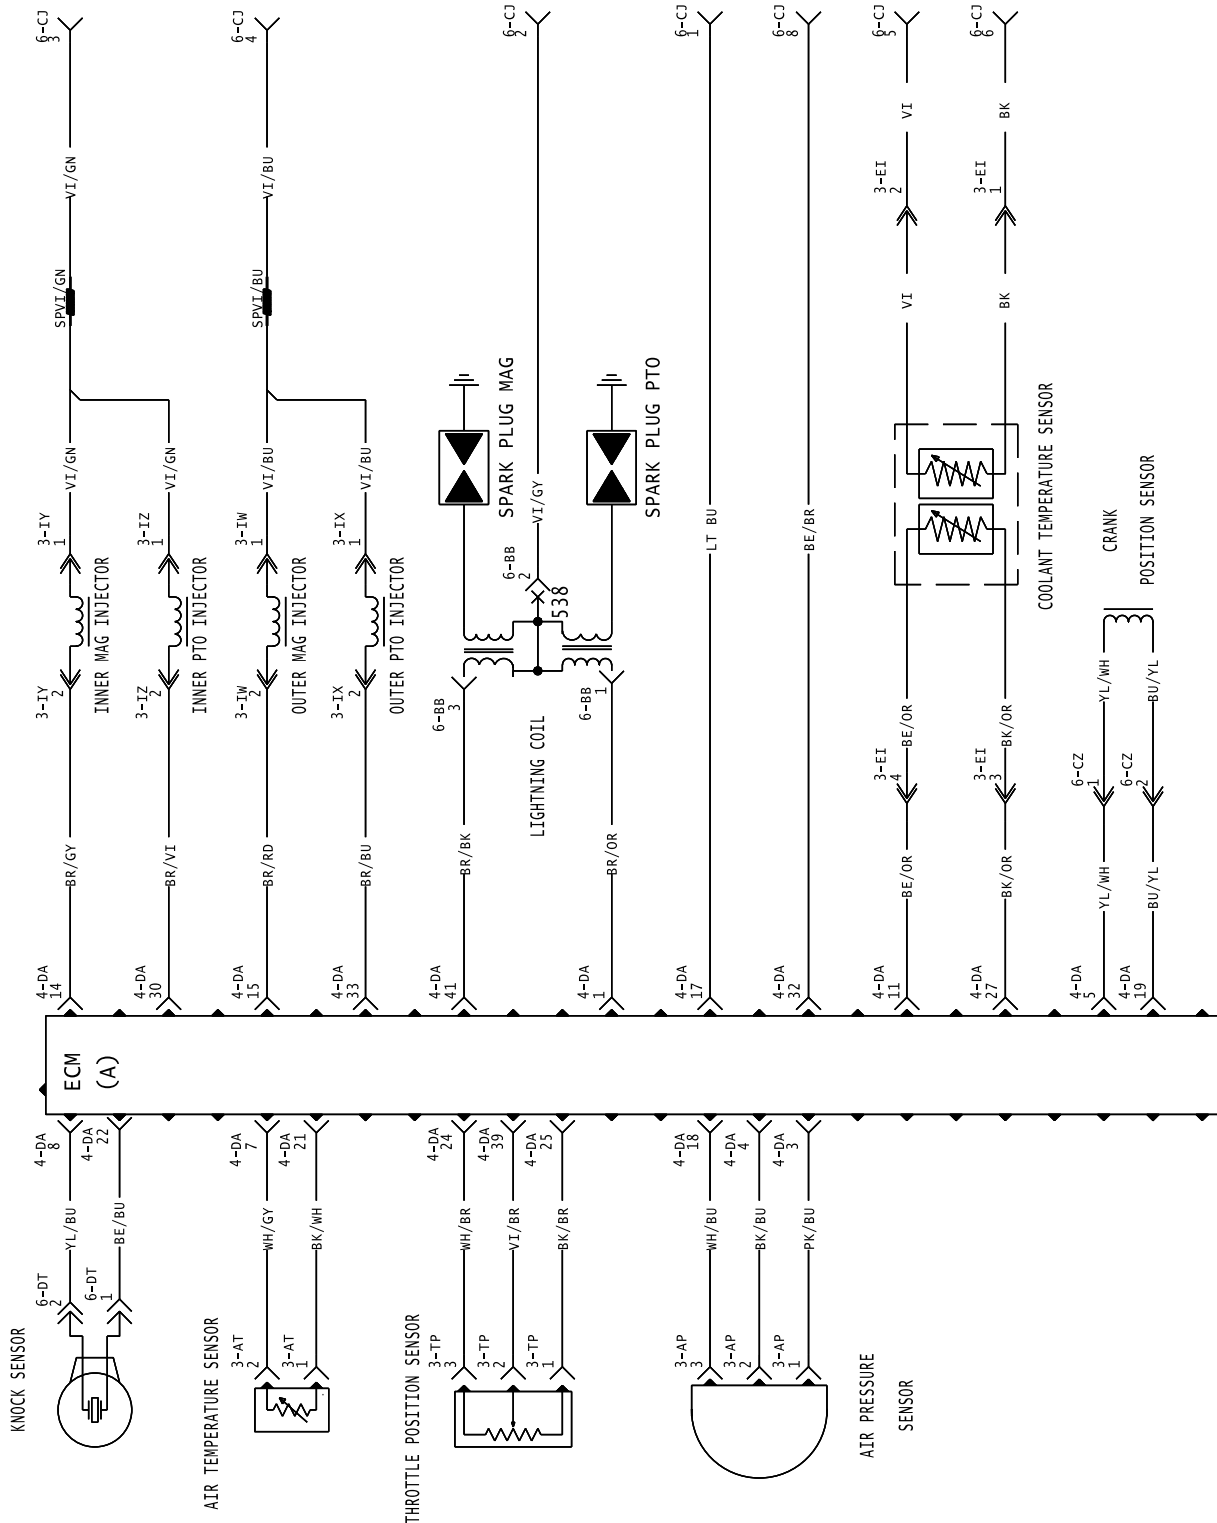 6-CJ
3
6-CJ
4
6-CJ
2
6-CJ
1
6-CJ
8
6-CJ
5
6-CJ
6
VI/GN
VI/BU
VI
BK
3-EI
2
3-EI
1
SPVI/GN
SPVI/BU
VI
BK
VI/GN
VI/GN
VI/BU
VI/BU
SPARK PLUG MAG
VI/GY
SPARK PLUG PTO
LT BU
BE/BR
COOLANT TEMPERATURE SENSOR
CRANK
POSITION SENSOR
3-IY
1
3-IZ
1
3-IW
1
3-IX
1
6-BB
2
538
INNER MAG INJECTOR
INNER PTO INJECTOR
OUTER MAG INJECTOR
OUTER PTO INJECTOR
3-IY
2
3-IZ
2
3-IW
2
3-IX
2
6-BB
3
6-BB
1
LIGHTNING COIL
BE/OR
BK/OR
YL/WH
BU/YL
3-EI
4
3-EI
3
6-CZ
1
6-CZ
2
BR/GY
BR/VI
BR/RD
BR/BU
BR/BK
BR/OR
BE/OR
BK/OR
YL/WH
BU/YL
4-DA
14
4-DA
30
4-DA
15
4-DA
33
4-DA
41
4-DA
1
4-DA
17
4-DA
32
4-DA
11
4-DA
27
4-DA
5
4-DA
19
ECM
(A)
4-DA
8
4-DA
22
4-DA
7
4-DA
21
4-DA
24
4-DA
39
4-DA
25
4-DA
18
4-DA
4
4-DA
3
YL/BU
BE/BU
WH/GY
BK/WH
WH/BR
VI/BR
BK/BR
WH/BU
BK/BU
PK/BU
6-DT
2
6-DT
1
3-AT
2
3-AT
1
3-TP
3
3-TP
2
3-TP
1
3-AP
3
3-AP
2
3-AP
1
KNOCK SENSOR
AIR TEMPERATURE SENSOR
THROTTLE POSITION SENSOR
AIR PRESSURE
SENSOR